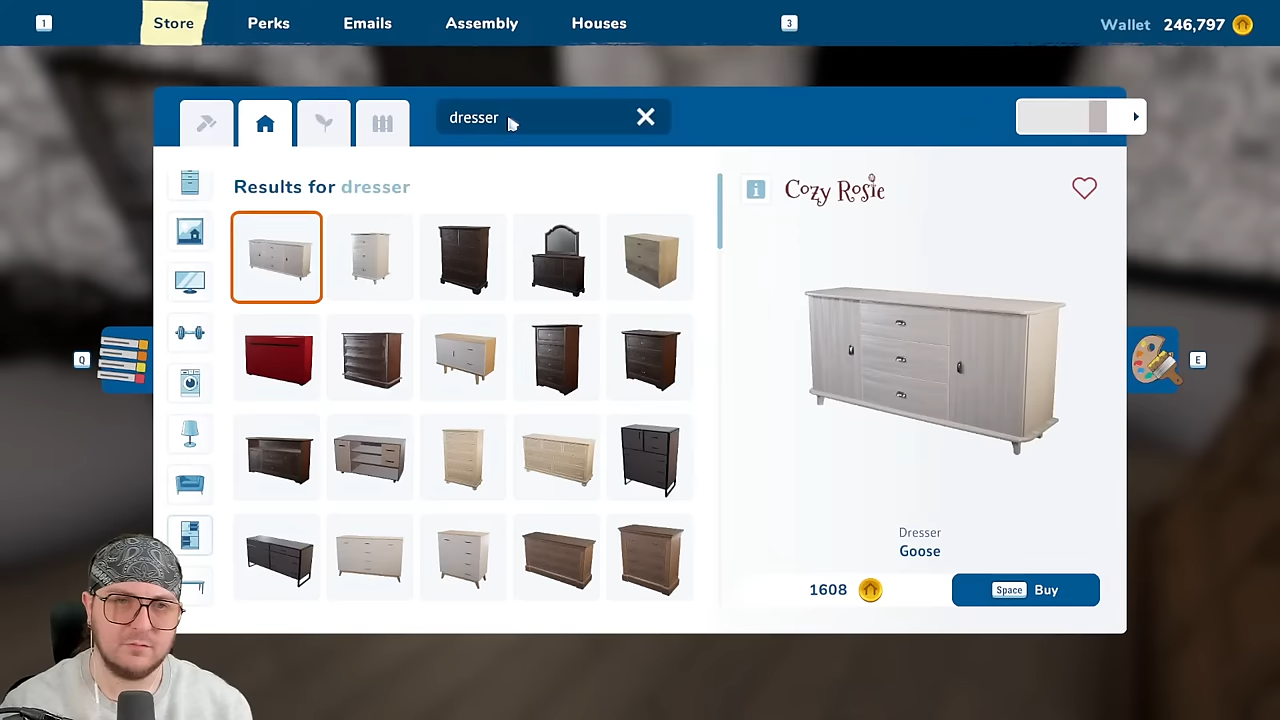 1 Store Perks Emails Assembly Houses 3 Wallet 246,797
dresser
Results for dresser
Cozy Rosie
Q
E
Dresser
Goose
1608 Space Buy